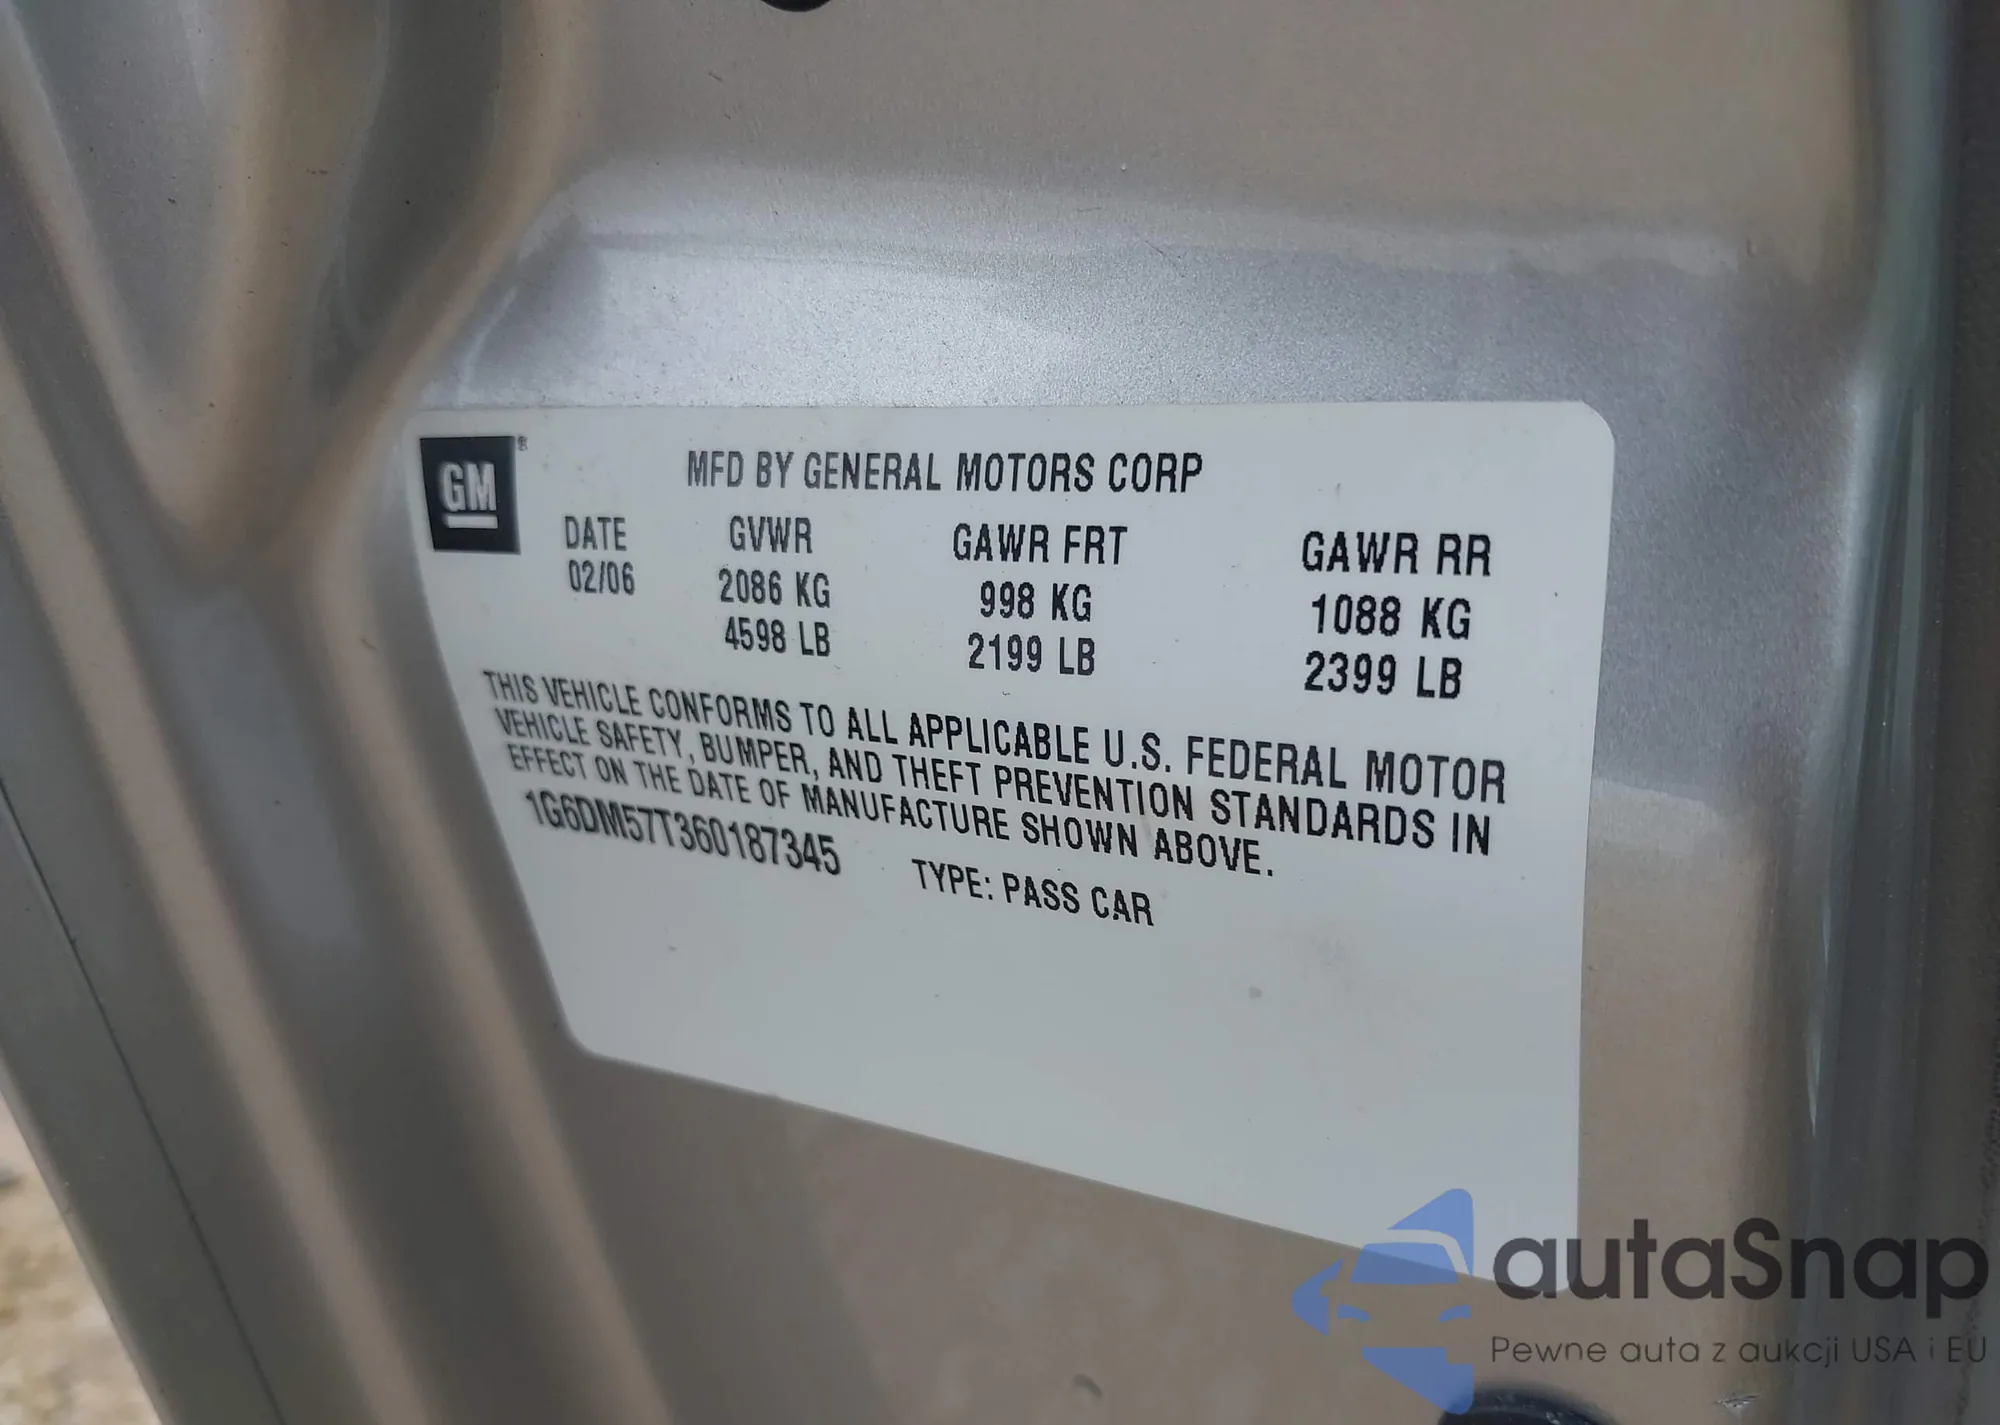 GM®
MFD BY GENERAL MOTORS CORP
DATE GVWR GAWR FRT GAWR RR
02/06 2086 KG 998 KG 1088 KG
4598 LB 2199 LB 2399 LB
THIS VEHICLE CONFORMS TO ALL APPLICABLE U.S. FEDERAL MOTOR
VEHICLE SAFETY, BUMPER, AND THEFT PREVENTION STANDARDS IN
EFFECT ON THE DATE OF MANUFACTURE SHOWN ABOVE.
1G6DM57T360187345 TYPE: PASS CAR
autaSnap
Pewne auta z aukcji USA i EU